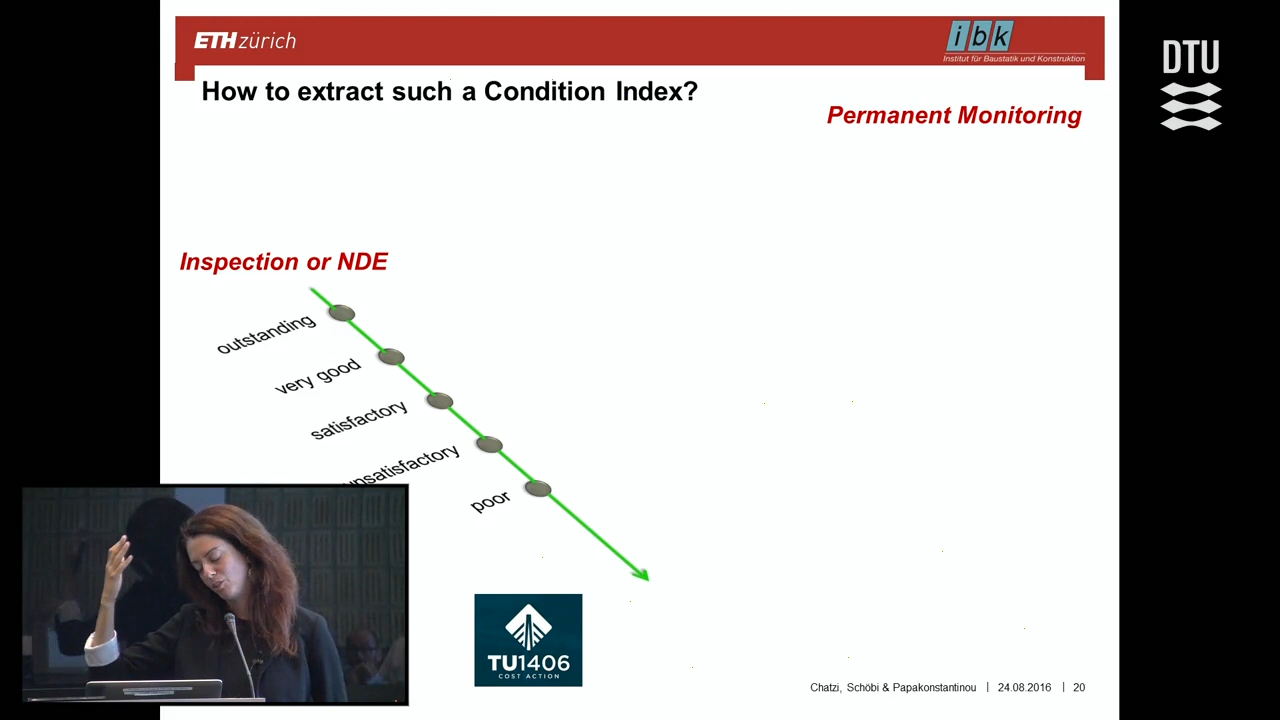 ETH zürich
ibk
Institut für Baustatik und Konstruktion
DTU
How to extract such a Condition Index?
Permanent Monitoring
Inspection or NDE
outstanding
very good
satisfactory
unsatisfactory
poor
TU1406
COST ACTION
Chatzi, Schöbi & Papakonstantinou | 24.08.2016 | 20